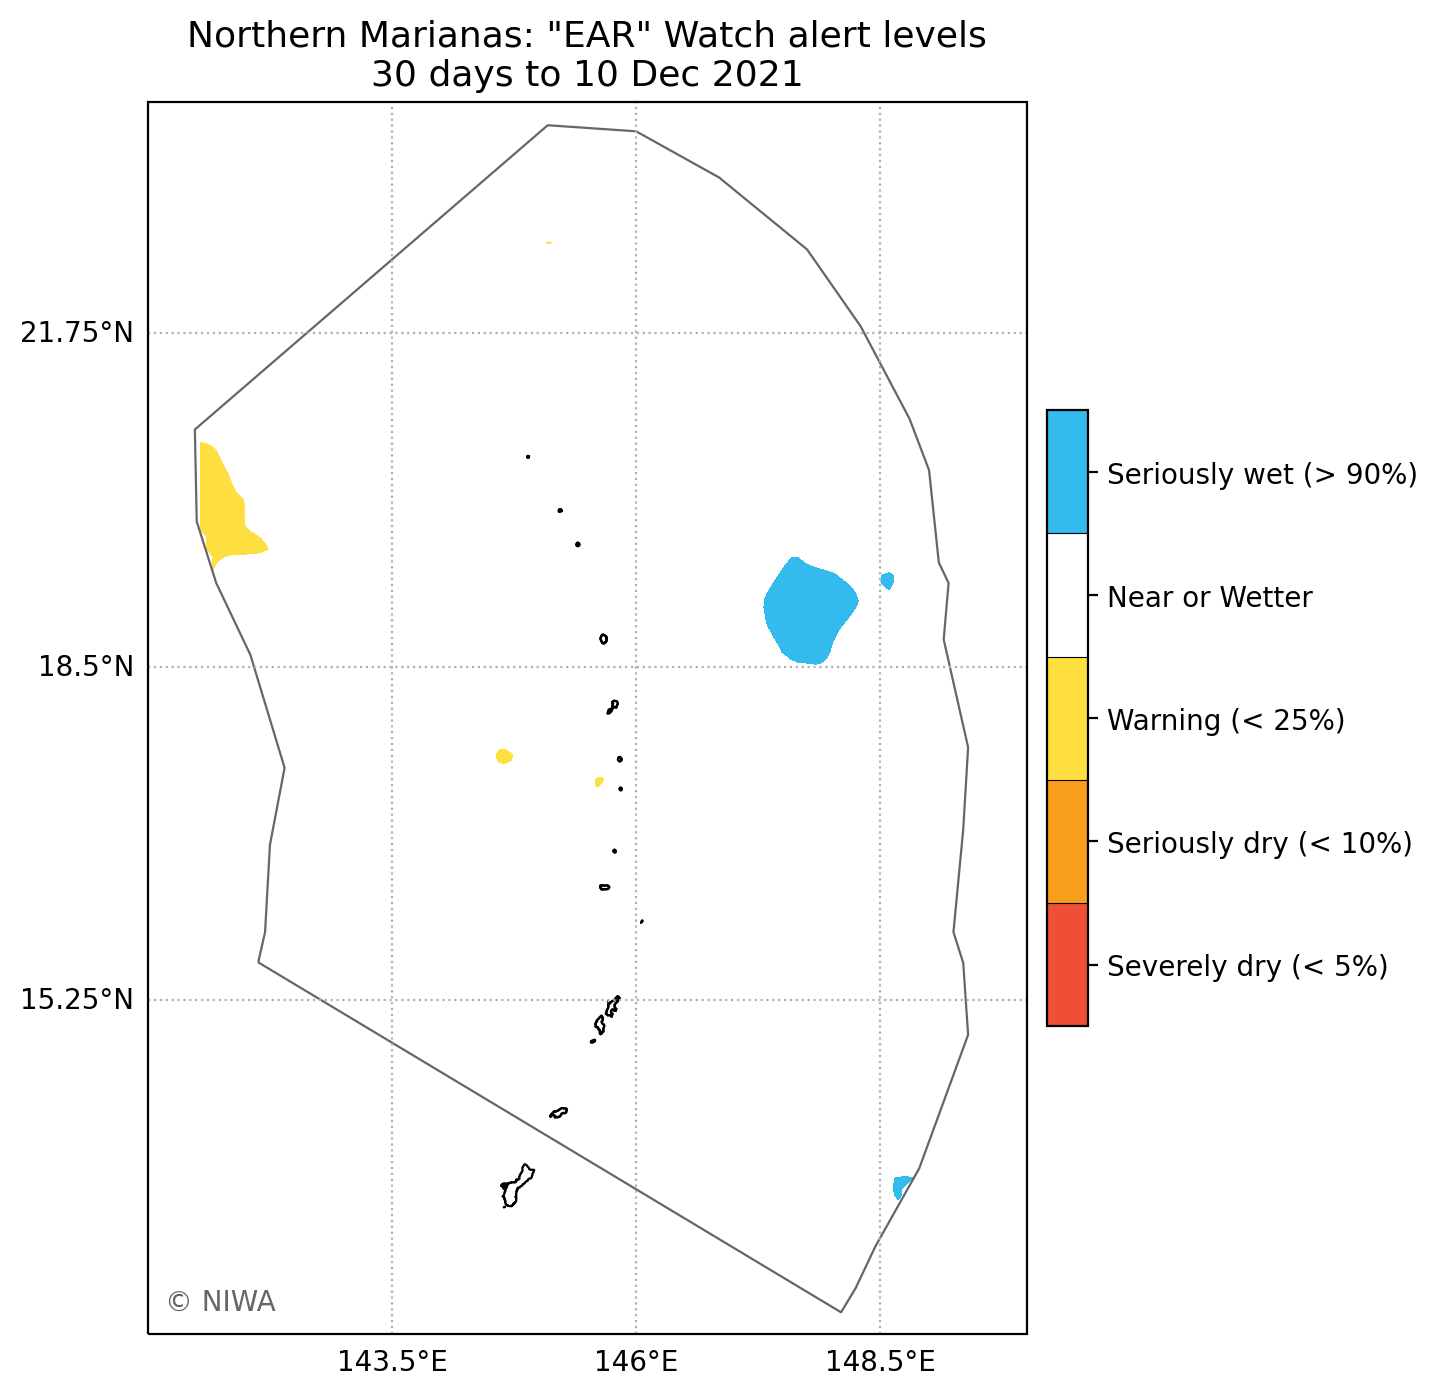 Northern Marianas: "EAR" Watch alert levels
30 days to 10 Dec 2021
21.75°N
18.5°N
15.25°N
143.5°E
146°E
148.5°E
Seriously wet (> 90%)
Near or Wetter
Warning (< 25%)
Seriously dry (< 10%)
Severely dry (< 5%)
© NIWA